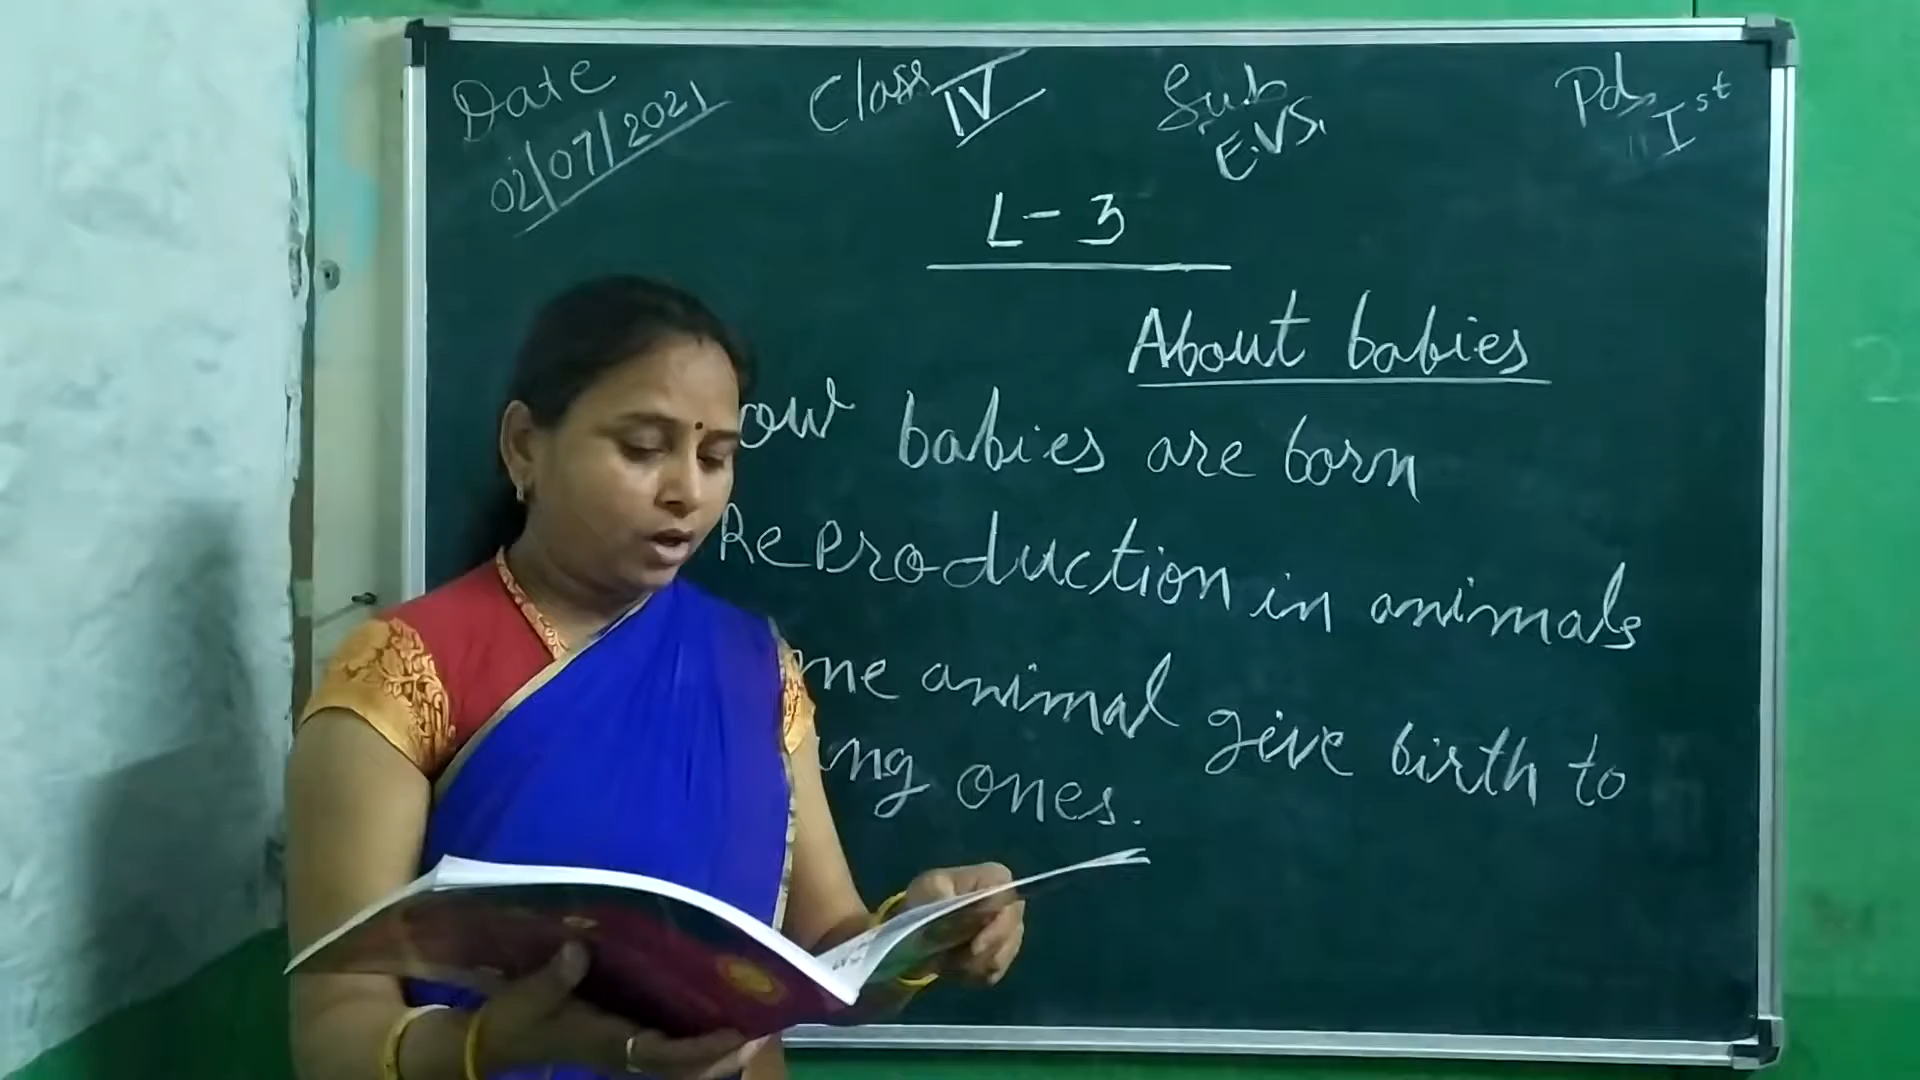 Date Class IV Sub Pd Ist
02/07/2021 E.VS.
L-3
About babies
ow babies are born
Reproduction in animals
me animal give birth to
ng ones.